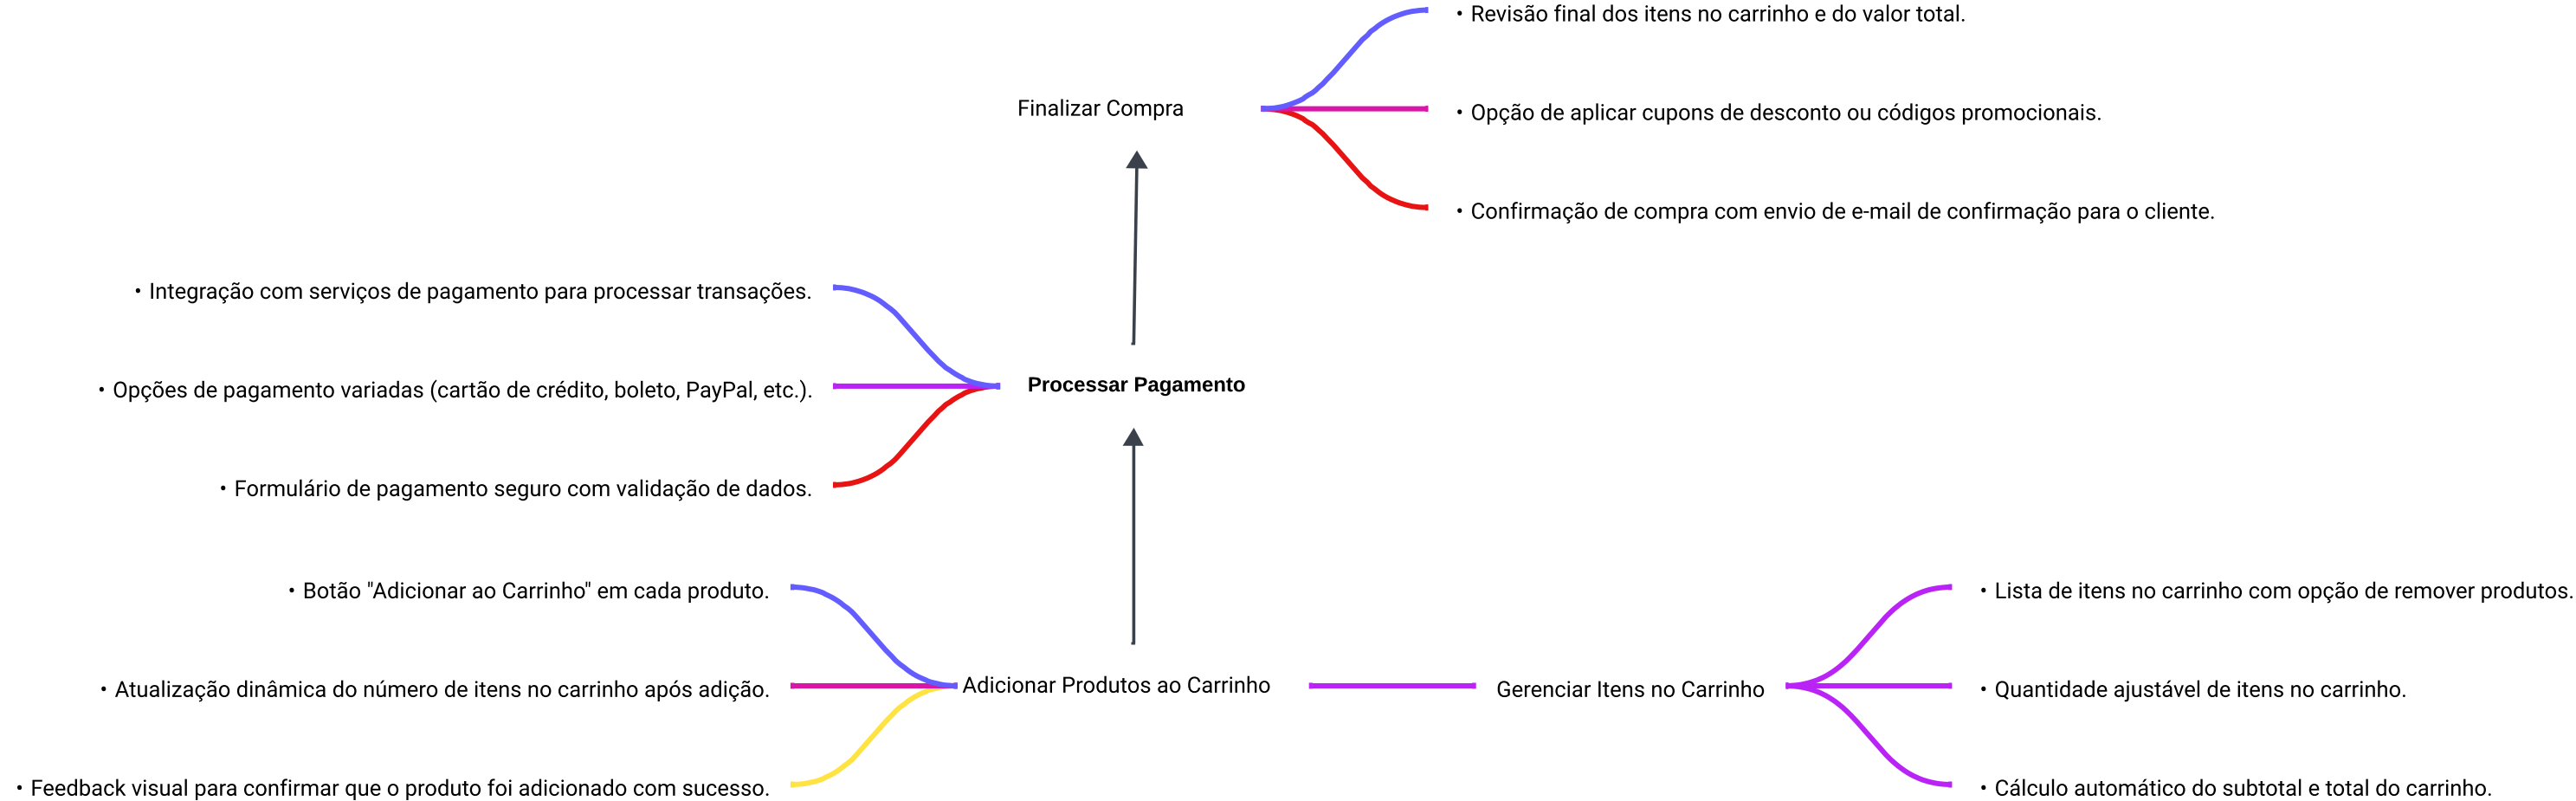 • Revisão final dos itens no carrinho e do valor total.
Finalizar Compra
• Opção de aplicar cupons de desconto ou códigos promocionais.
• Confirmação de compra com envio de e-mail de confirmação para o cliente.
• Integração com serviços de pagamento para processar transações.
• Opções de pagamento variadas (cartão de crédito, boleto, PayPal, etc.).
Processar Pagamento
• Formulário de pagamento seguro com validação de dados.
• Botão "Adicionar ao Carrinho" em cada produto.
• Atualização dinâmica do número de itens no carrinho após adição.
• Feedback visual para confirmar que o produto foi adicionado com sucesso.
Adicionar Produtos ao Carrinho
Gerenciar Itens no Carrinho
• Lista de itens no carrinho com opção de remover produtos.
• Quantidade ajustável de itens no carrinho.
• Cálculo automático do subtotal e total do carrinho.